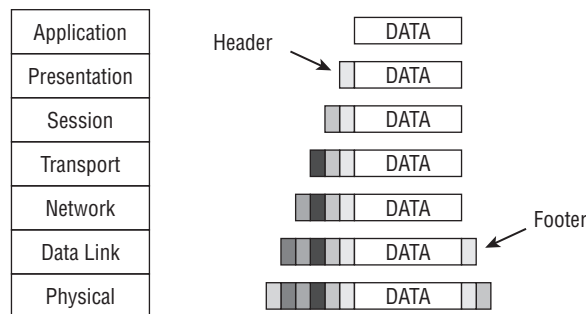 Application
DATA
Header
Presentation
DATA
Session
DATA
Transport
DATA
Network
DATA
Footer
Data Link
DATA
Physical
DATA